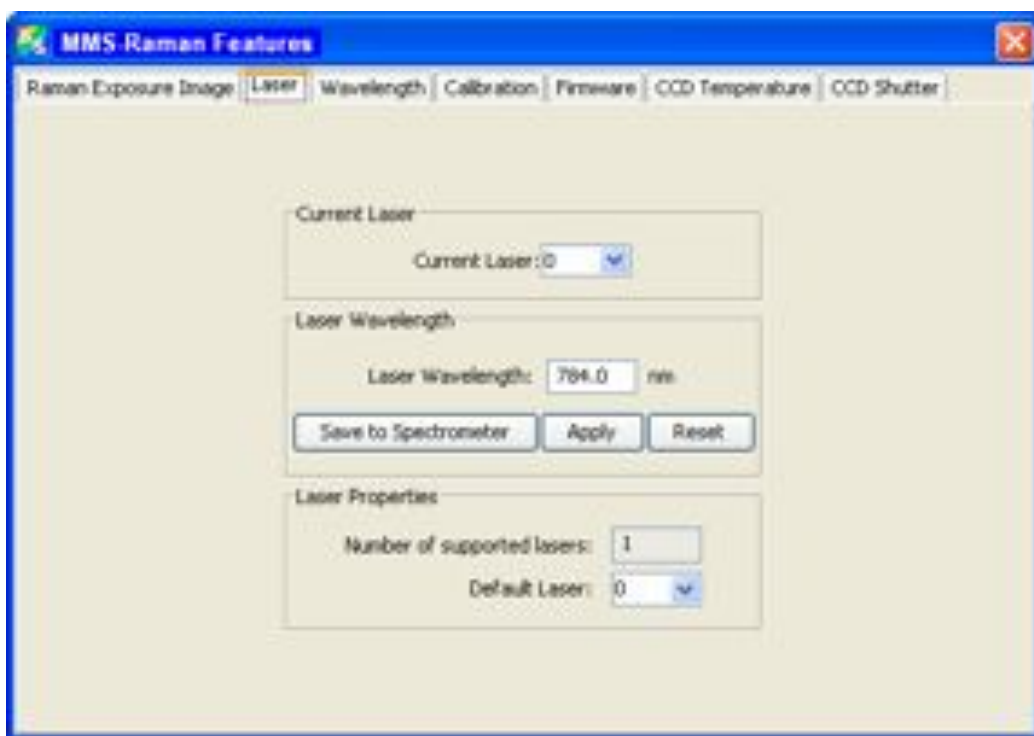 MMS-Raman Features
Raman Exposure Image Laser Wavelength Calibration Firmware CCD Temperature CCD Shutter
Current Laser
Current Laser: 0
Laser Wavelength
Laser Wavelength: 784.0 nm
Save to Spectrometer Apply Reset
Laser Properties
Number of supported lasers: 1
Default Laser: 0